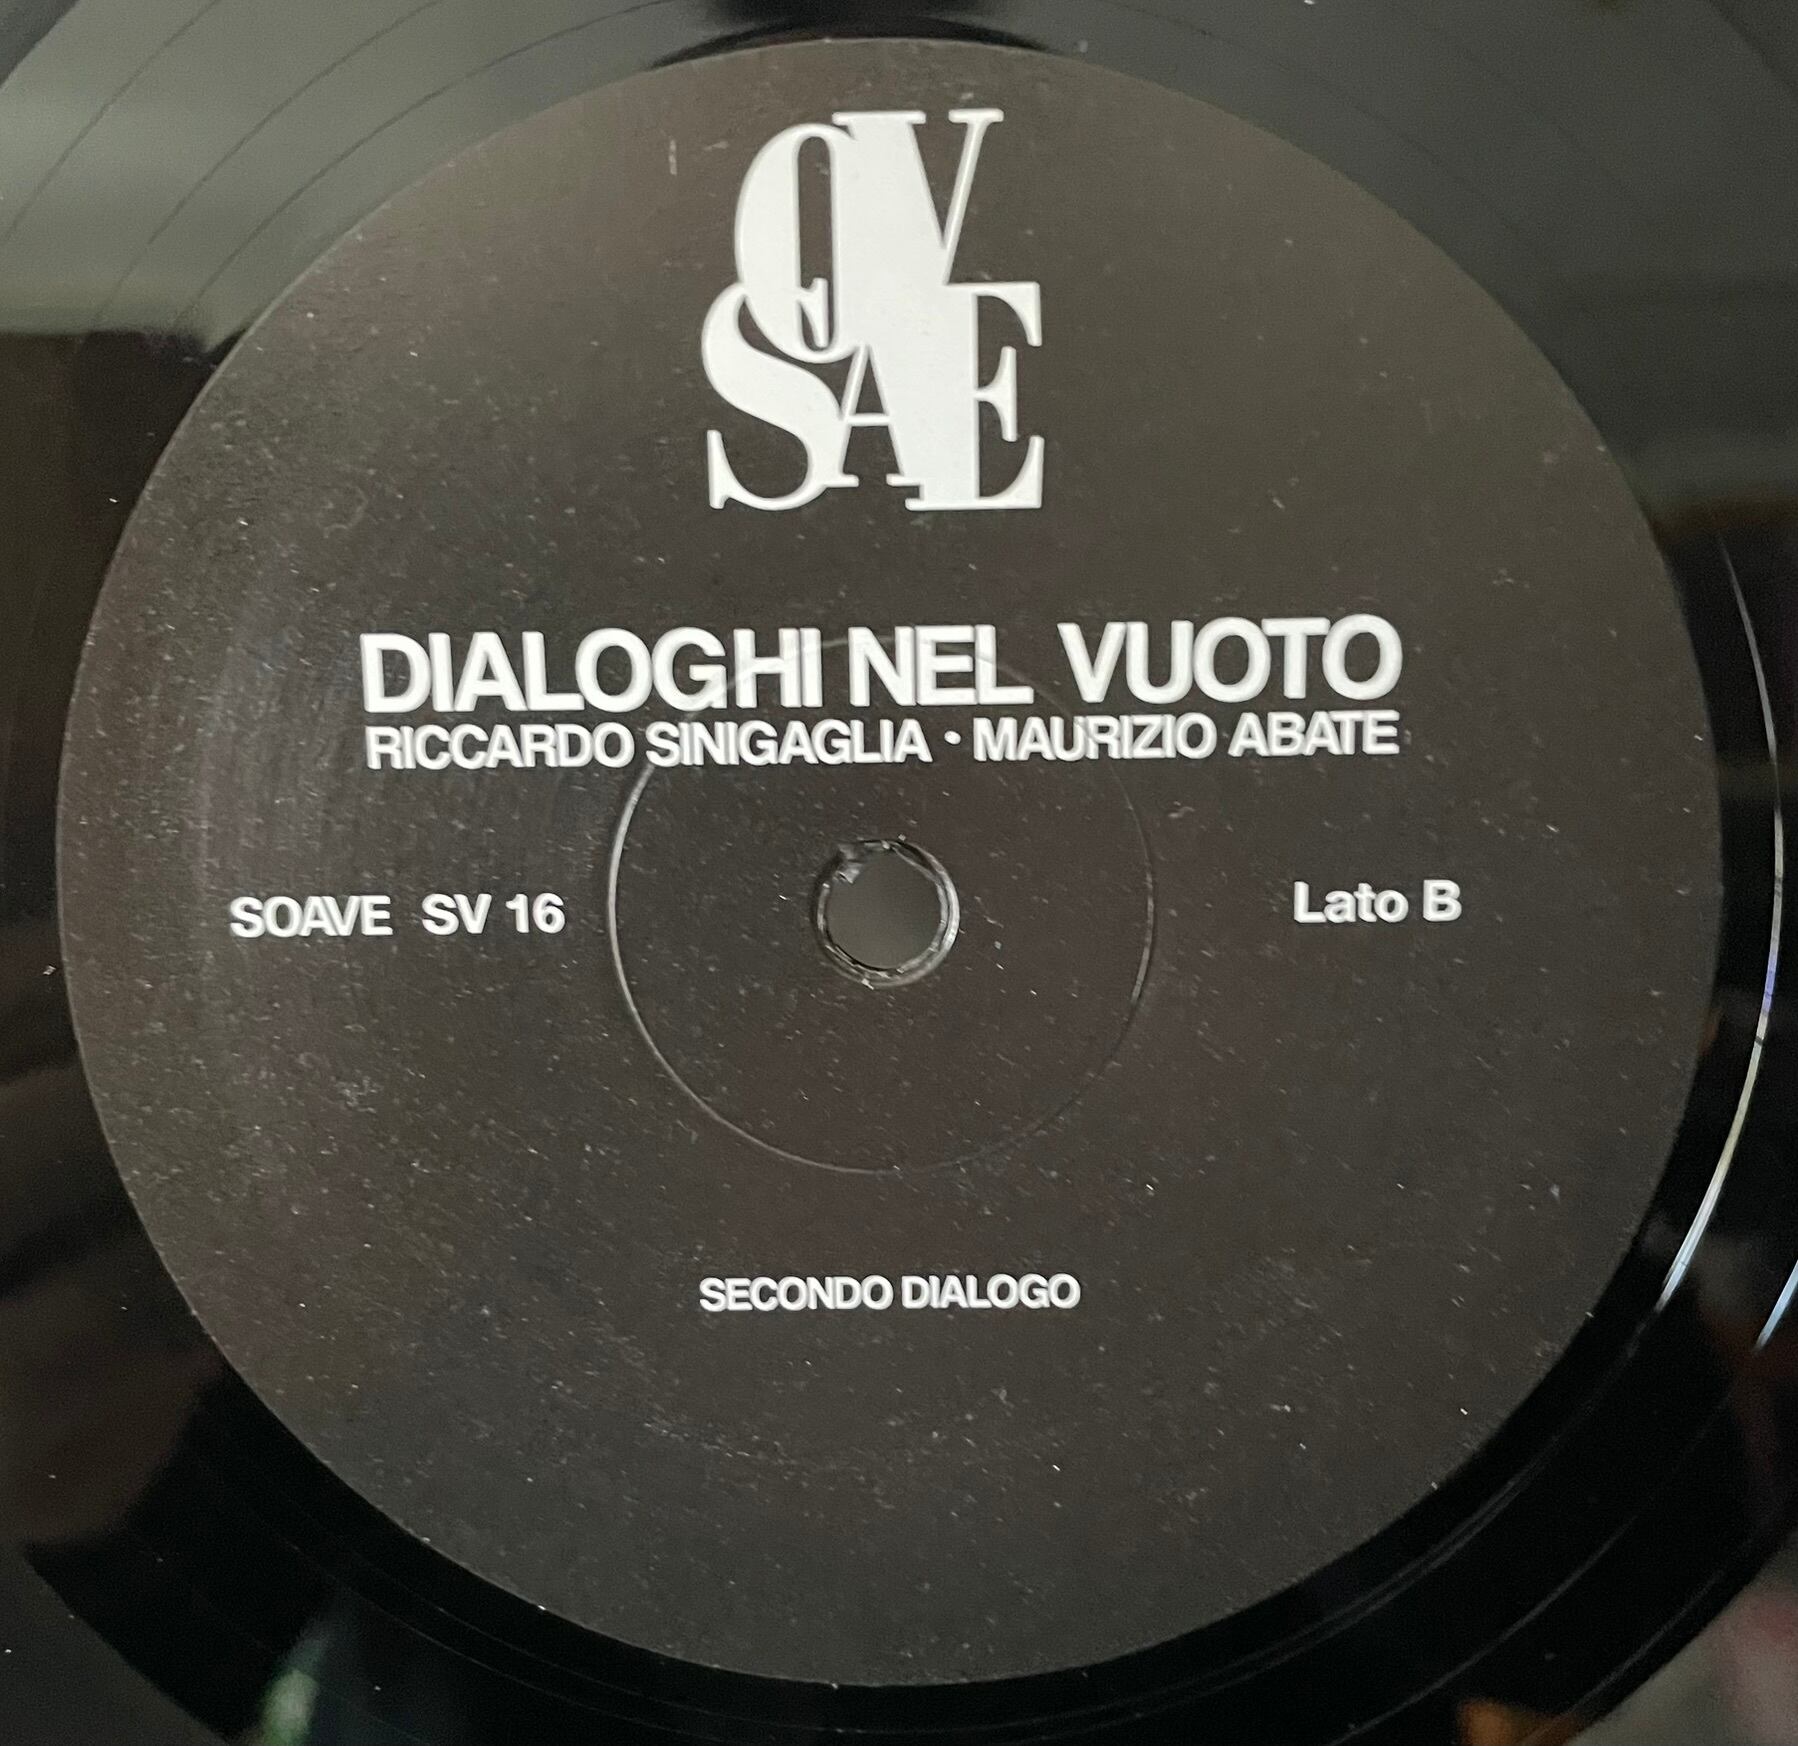 SOAVE
DIALOGHI NEL VUOTO
RICCARDO SINIGAGLIA • MAURIZIO ABATE
SOAVE SV 16
Lato B
SECONDO DIALOGO